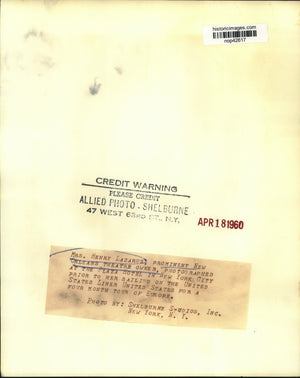 historicimages.com
nop42617
CREDIT WARNING
PLEASE CREDIT
ALLIED PHOTO - SHELBURNE
47 WEST 63RD ST., N.Y.
APR 18 1960
MRS. HENRY LAZARUS, PROMINENT NEW
ORLEANS THEATRE OWNER, PHOTOGRAPHED
AT THE PLAZA HOTEL IN NEW YORK CITY
PRIOR TO HER SAILING ON THE UNITED
STATES LINER UNITED STATES FOR A
FOUR MONTH TOUR OF EUROPE.
PHOTO BY: SHELBURNE STUDIOS, INC.
NEW YORK, N. Y.